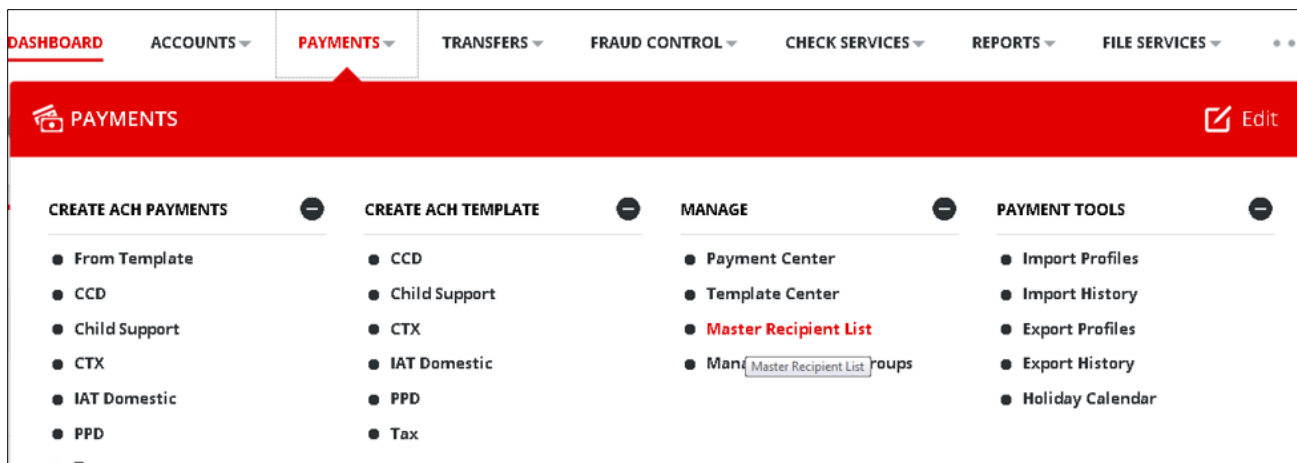 DASHBOARD ACCOUNTS PAYMENTS TRANSFERS FRAUD CONTROL CHECK SERVICES REPORTS FILE SERVICES
PAYMENTS Edit
CREATE ACH PAYMENTS CREATE ACH TEMPLATE MANAGE PAYMENT TOOLS
From Template CCD Payment Center Import Profiles
CCD Child Support Template Center Import History
Child Support CTX Master Recipient List Export Profiles
CTX IAT Domestic Master Recipient List Export History
IAT Domestic PPD Holiday Calendar
PPD Tax